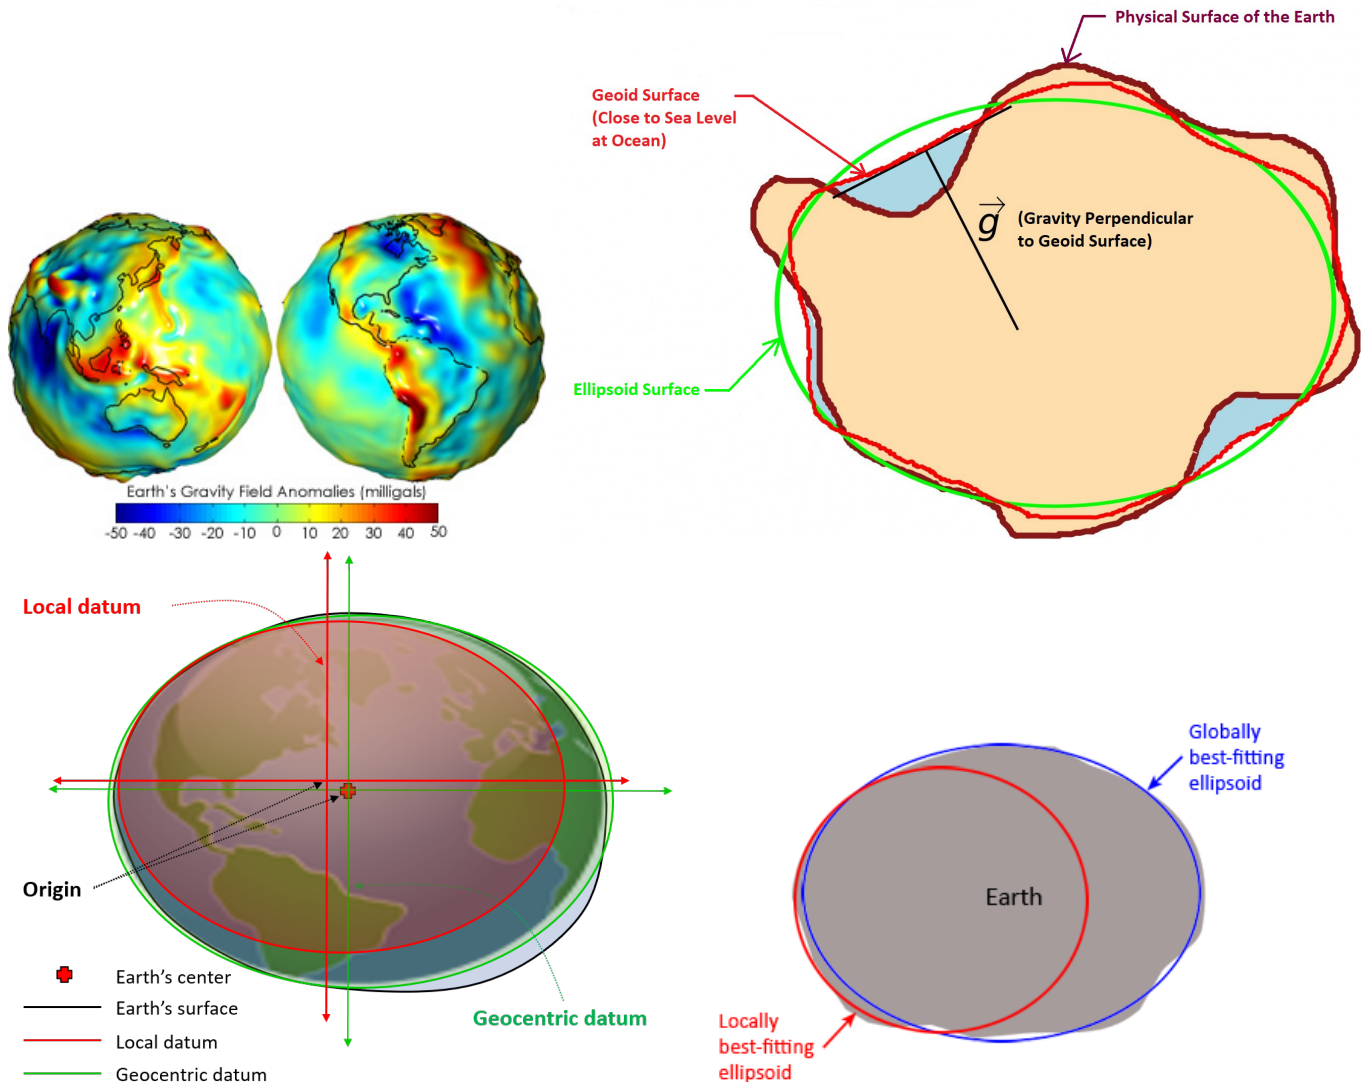 Physical Surface of the Earth
Geoid Surface
(Close to Sea Level
at Ocean)
g
(Gravity Perpendicular
to Geoid Surface)
Ellipsoid Surface
Earth's Gravity Field Anomalies (milligals)
-50 -40 -30 -20 -10 0 10 20 30 40 50
Local datum
Origin
Earth's center
Earth's surface
Local datum
Geocentric datum
Geocentric datum
Globally
best-fitting
ellipsoid
Earth
Locally
best-fitting
ellipsoid